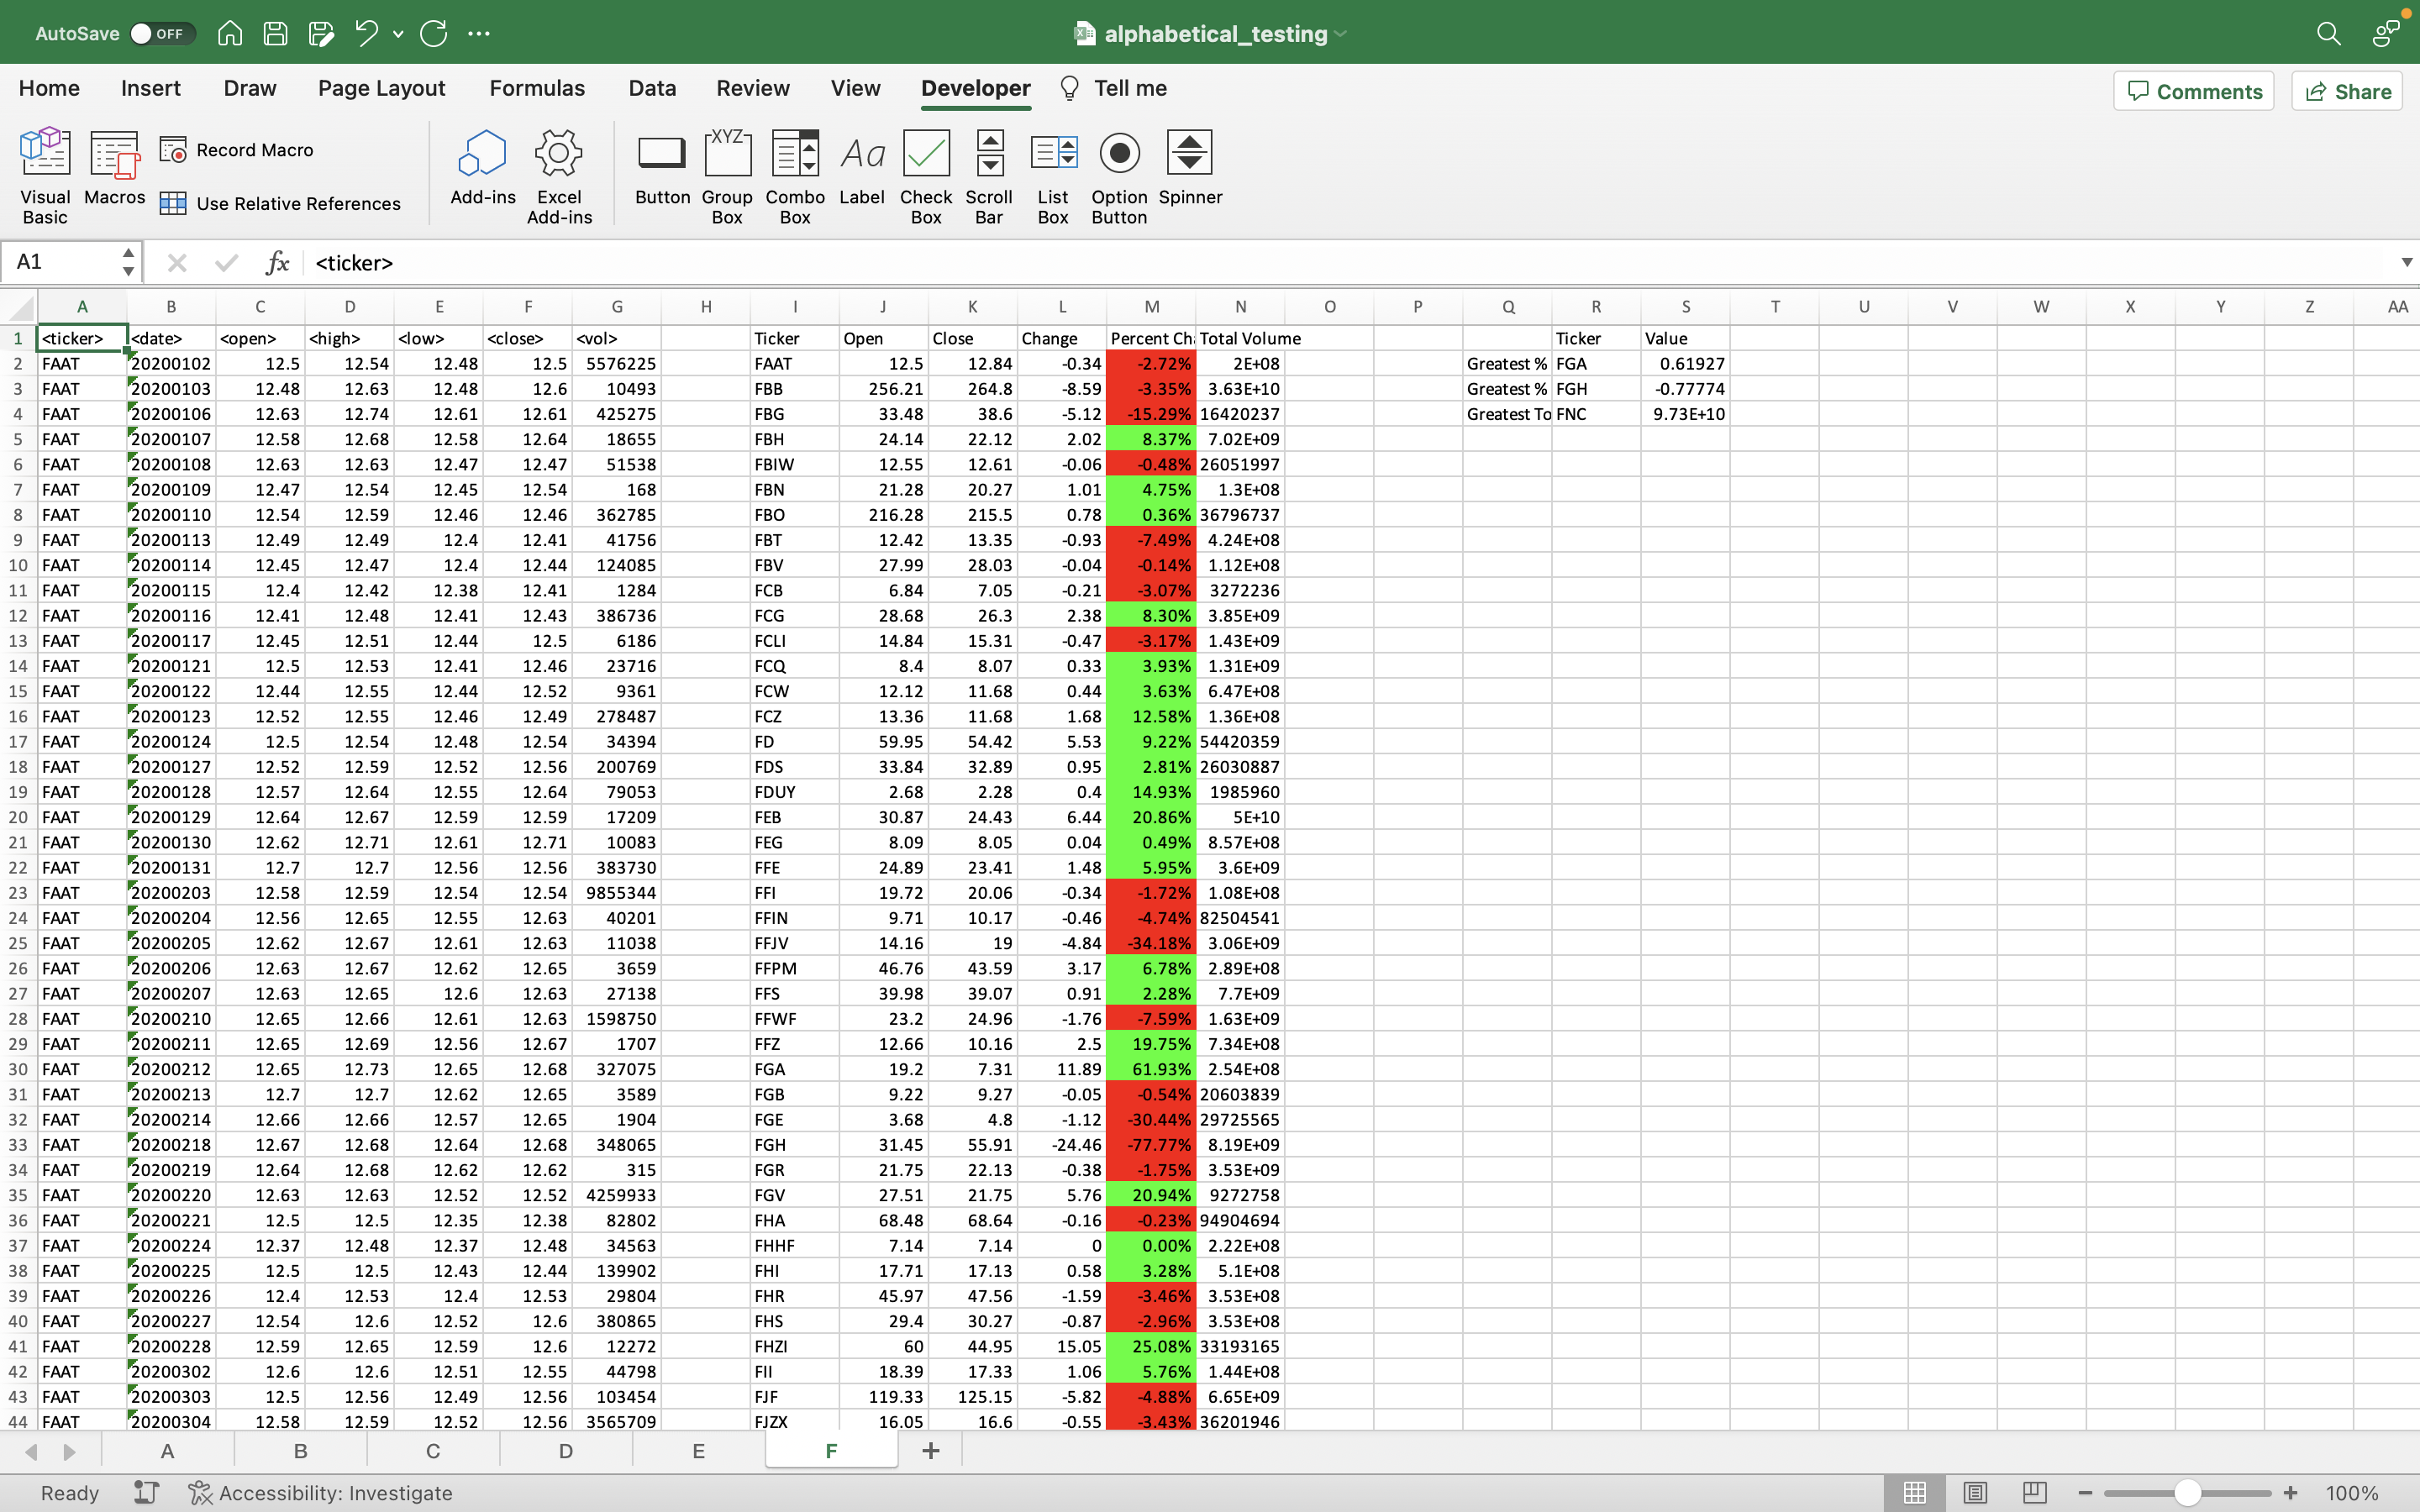 AutoSave OFF alphabetical_testing
Home Insert Draw Page Layout Formulas Data Review View Developer Tell me Comments Share
Visual Basic Macros Record Macro Use Relative References Add-ins Excel Add-ins Button XYZ Group Box Combo Box Aa Label Check Box Scroll Bar List Box Option Button Spinner
A1 fx <ticker>
A B C D E F G H I J K L M N O P Q R S T U V W X Y Z AA
1 <ticker> <date> <open> <high> <low> <close> <vol> Ticker Open Close Change Percent Ch Total Volume Ticker Value
2 FAAT 20200102 12.5 12.54 12.48 12.5 5576225 FAAT 12.5 12.84 -0.34 -2.72% 2E+08 Greatest % FGA 0.61927
3 FAAT 20200103 12.48 12.63 12.48 12.6 10493 FBB 256.21 264.8 -8.59 -3.35% 3.63E+10 Greatest % FGH -0.77774
4 FAAT 20200106 12.63 12.74 12.61 12.61 425275 FBG 33.48 38.6 -5.12 -15.29% 16420237 Greatest To FNC 9.73E+10
5 FAAT 20200107 12.58 12.68 12.58 12.64 18655 FBH 24.14 22.12 2.02 8.37% 7.02E+09
6 FAAT 20200108 12.63 12.63 12.47 12.47 51538 FBIW 12.55 12.61 -0.06 -0.48% 26051997
7 FAAT 20200109 12.47 12.54 12.45 12.54 168 FBN 21.28 20.27 1.01 4.75% 1.3E+08
8 FAAT 20200110 12.54 12.59 12.46 12.46 362785 FBO 216.28 215.5 0.78 0.36% 36796737
9 FAAT 20200113 12.49 12.49 12.4 12.41 41756 FBT 12.42 13.35 -0.93 -7.49% 4.24E+08
10 FAAT 20200114 12.45 12.47 12.4 12.44 124085 FBV 27.99 28.03 -0.04 -0.14% 1.12E+08
11 FAAT 20200115 12.4 12.42 12.38 12.41 1284 FCB 6.84 7.05 -0.21 -3.07% 3272236
12 FAAT 20200116 12.41 12.48 12.41 12.43 386736 FCG 28.68 26.3 2.38 8.30% 3.85E+09
13 FAAT 20200117 12.45 12.51 12.44 12.5 6186 FCLI 14.84 15.31 -0.47 -3.17% 1.43E+09
14 FAAT 20200121 12.5 12.53 12.41 12.46 23716 FCQ 8.4 8.07 0.33 3.93% 1.31E+09
15 FAAT 20200122 12.44 12.55 12.44 12.52 9361 FCW 12.12 11.68 0.44 3.63% 6.47E+08
16 FAAT 20200123 12.52 12.55 12.46 12.49 278487 FCZ 13.36 11.68 1.68 12.58% 1.36E+08
17 FAAT 20200124 12.5 12.54 12.48 12.54 34394 FD 59.95 54.42 5.53 9.22% 54420359
18 FAAT 20200127 12.52 12.59 12.52 12.56 200769 FDS 33.84 32.89 0.95 2.81% 26030887
19 FAAT 20200128 12.57 12.64 12.55 12.64 79053 FDUY 2.68 2.28 0.4 14.93% 1985960
20 FAAT 20200129 12.64 12.67 12.59 12.59 17209 FEB 30.87 24.43 6.44 20.86% 5E+10
21 FAAT 20200130 12.62 12.71 12.61 12.71 10083 FEG 8.09 8.05 0.04 0.49% 8.57E+08
22 FAAT 20200131 12.7 12.7 12.56 12.56 383730 FFE 24.89 23.41 1.48 5.95% 3.6E+09
23 FAAT 20200203 12.58 12.59 12.54 12.54 9855344 FFI 19.72 20.06 -0.34 -1.72% 1.08E+08
24 FAAT 20200204 12.56 12.65 12.55 12.63 40201 FFIN 9.71 10.17 -0.46 -4.74% 82504541
25 FAAT 20200205 12.62 12.67 12.61 12.63 11038 FFJV 14.16 19 -4.84 -34.18% 3.06E+09
26 FAAT 20200206 12.63 12.67 12.62 12.65 3659 FFPM 46.76 43.59 3.17 6.78% 2.89E+08
27 FAAT 20200207 12.63 12.65 12.6 12.63 27138 FFS 39.98 39.07 0.91 2.28% 7.7E+09
28 FAAT 20200210 12.65 12.66 12.61 12.63 1598750 FFWF 23.2 24.96 -1.76 -7.59% 1.63E+09
29 FAAT 20200211 12.65 12.69 12.56 12.67 1707 FFZ 12.66 10.16 2.5 19.75% 7.34E+08
30 FAAT 20200212 12.65 12.73 12.65 12.68 327075 FGA 19.2 7.31 11.89 61.93% 2.54E+08
31 FAAT 20200213 12.7 12.7 12.62 12.65 3589 FGB 9.22 9.27 -0.05 -0.54% 20603839
32 FAAT 20200214 12.66 12.66 12.57 12.65 1904 FGE 3.68 4.8 -1.12 -30.44% 29725565
33 FAAT 20200218 12.67 12.68 12.64 12.68 348065 FGH 31.45 55.91 -24.46 -77.77% 8.19E+09
34 FAAT 20200219 12.64 12.68 12.62 12.62 315 FGR 21.75 22.13 -0.38 -1.75% 3.53E+09
35 FAAT 20200220 12.63 12.63 12.52 12.52 4259933 FGV 27.51 21.75 5.76 20.94% 9272758
36 FAAT 20200221 12.5 12.5 12.35 12.38 82802 FHA 68.48 68.64 -0.16 -0.23% 94904694
37 FAAT 20200224 12.37 12.48 12.37 12.48 34563 FHHF 7.14 7.14 0 0.00% 2.22E+08
38 FAAT 20200225 12.5 12.5 12.43 12.44 139902 FHI 17.71 17.13 0.58 3.28% 5.1E+08
39 FAAT 20200226 12.4 12.53 12.4 12.53 29804 FHR 45.97 47.56 -1.59 -3.46% 3.53E+08
40 FAAT 20200227 12.54 12.6 12.52 12.6 380865 FHS 29.4 30.27 -0.87 -2.96% 3.53E+08
41 FAAT 20200228 12.59 12.65 12.59 12.6 12272 FHZI 60 44.95 15.05 25.08% 33193165
42 FAAT 20200302 12.6 12.6 12.51 12.55 44798 FII 18.39 17.33 1.06 5.76% 1.44E+08
43 FAAT 20200303 12.5 12.56 12.49 12.56 103454 FJF 119.33 125.15 -5.82 -4.88% 6.65E+09
44 FAAT 20200304 12.58 12.59 12.52 12.56 3565709 FJZX 16.05 16.6 -0.55 -3.43% 36201946
A B C D E F +
Ready Accessibility: Investigate 100%